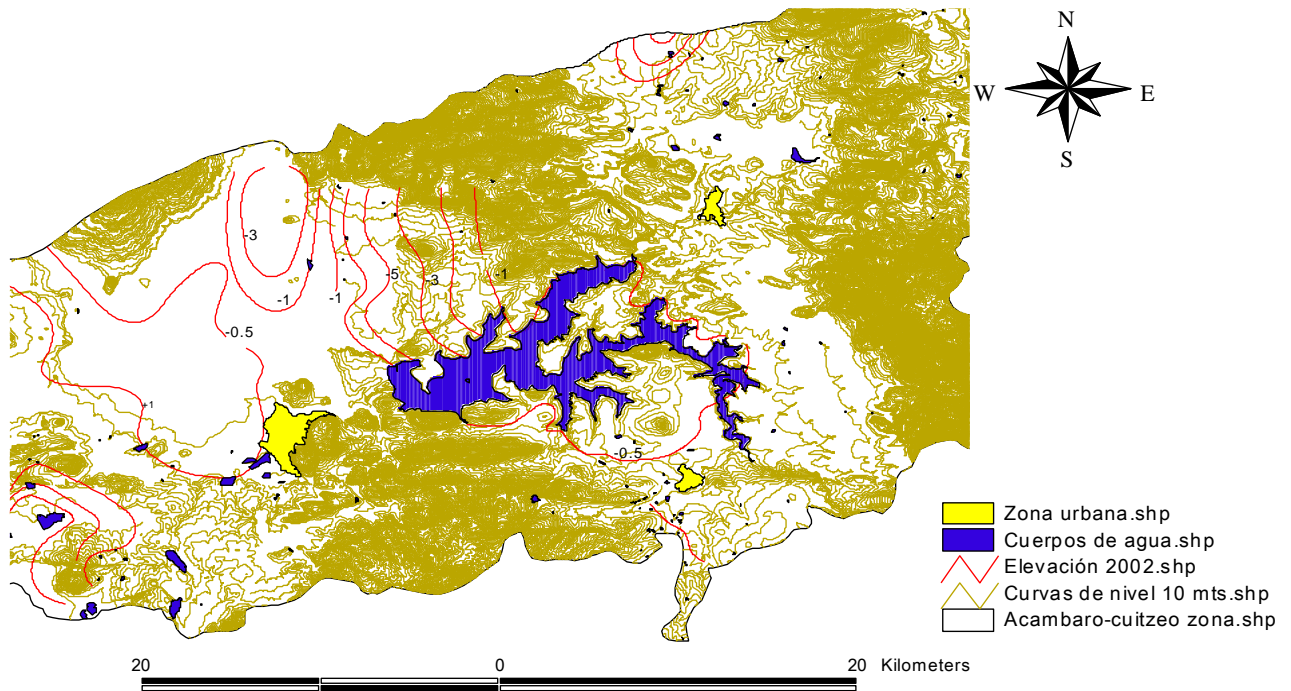 N
W E
S
-3
-1
-1
-5
-3
-1
-0.5
+1
-0.5
Zona urbana.shp
Cuerpos de agua.shp
Elevación 2002.shp
Curvas de nivel 10 mts.shp
Acambaro-cuitzeo zona.shp
20 0 20 Kilometers